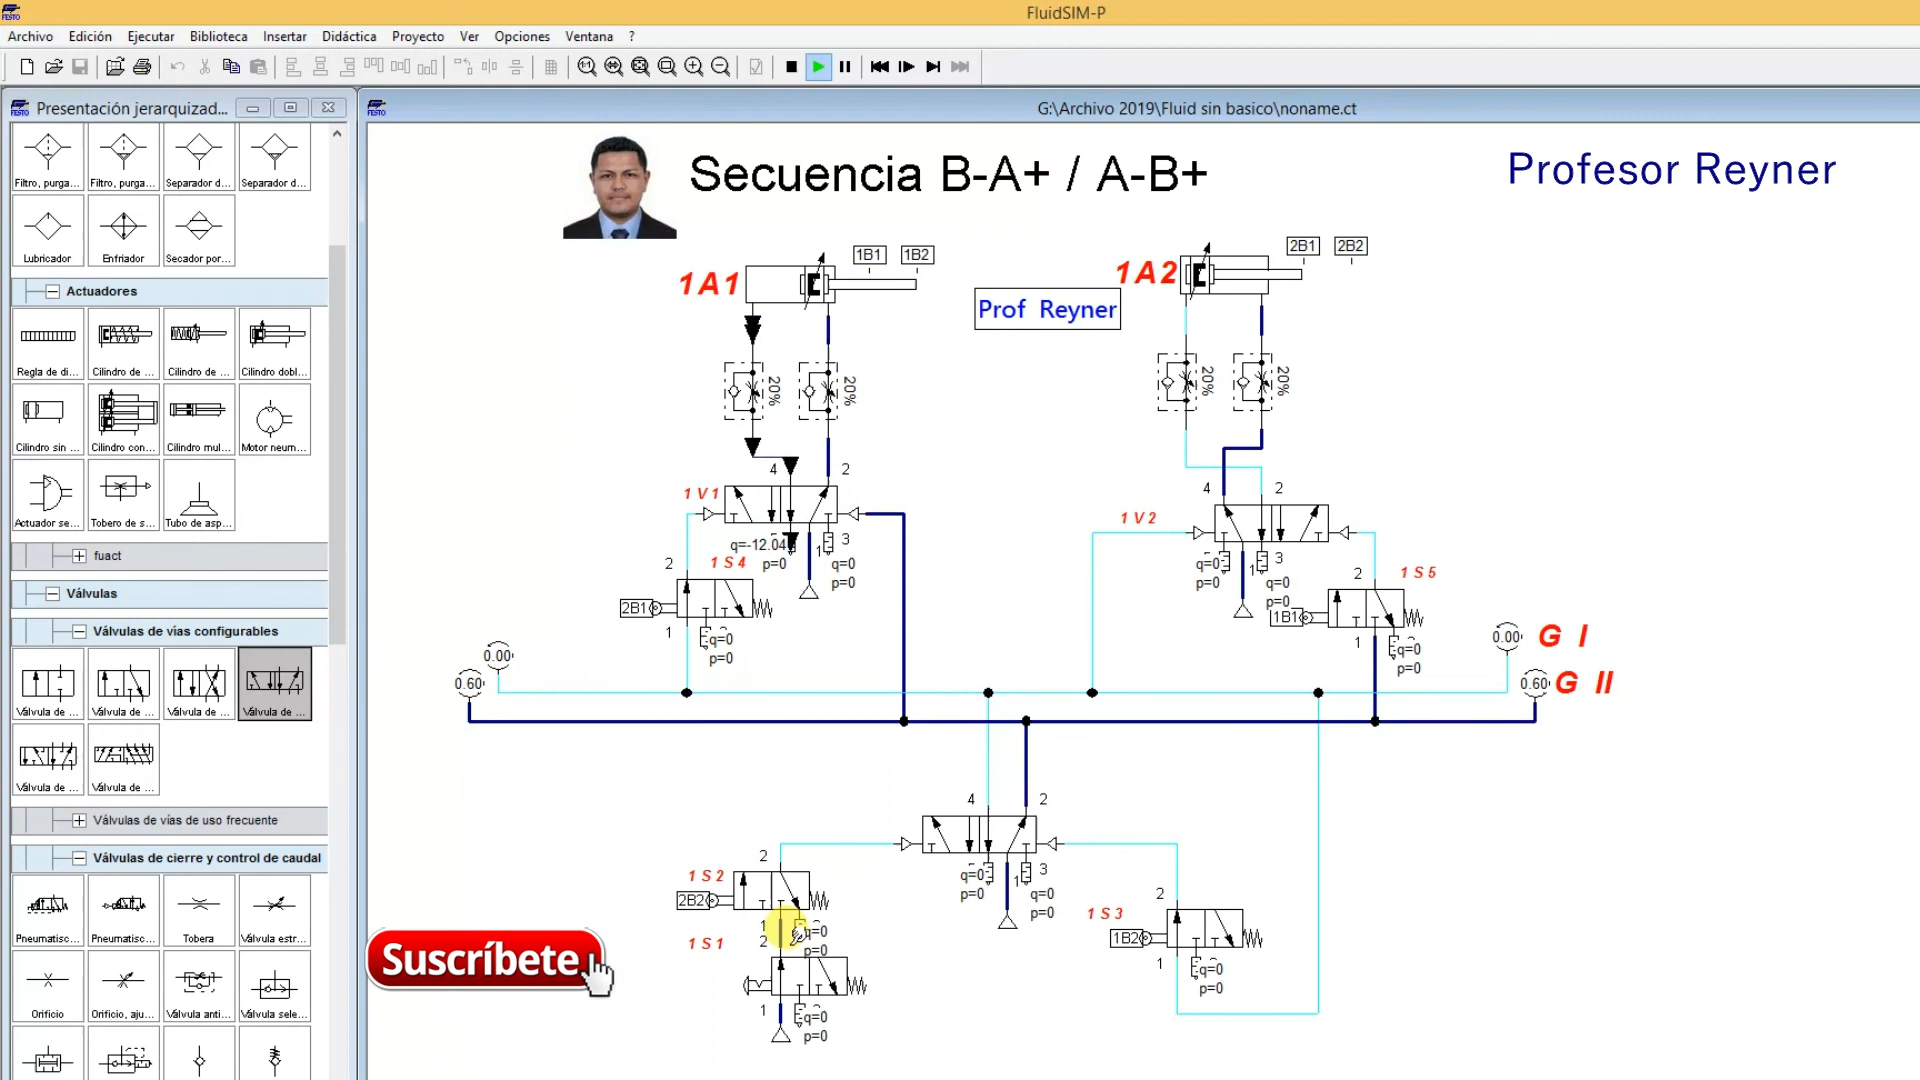 FluidSIM-P
Archivo Edición Ejecutar Biblioteca Insertar Didáctica Proyecto Ver Opciones Ventana ?
Presentación jerarquizad...
G:\Archivo 2019\Fluid sin basico\noname.ct
Filtro, purga... Filtro, purga... Separador d... Separador d...
Lubricador Enfriador Secador por...
Actuadores
Regla de di... Cilindro de ... Cilindro de ... Cilindro dobl...
Cilindro sin ... Cilindro con... Cilindro mul... Motor neum...
Actuador se... Tobero de s... Tubo de asp...
fuact
Válvulas
Válvulas de vías configurables
Válvula de ... Válvula de ... Válvula de ... Válvula de ...
Válvula de ... Válvula de ...
Válvulas de vías de uso frecuente
Válvulas de cierre y control de caudal
Pneumatisc... Pneumatisc... Tobera Válvula estr...
Orificio Orificio, aju... Válvula anti... Válvula sele...
Secuencia B-A+ / A-B+
Profesor Reyner
1A1
1B1 1B2
1A2
2B1 2B2
Prof Reyner
20% 20%
20% 20%
4 2
1V1
q=-12.04
p=0
1 3
q=0
p=0
4 2
1V2
q=0
p=0
1 3
q=0
p=0
2 1S4
2B1
1
q=0
p=0
2 1S5
1B1
1
q=0
p=0
0.00
0.60
0.00 G I
0.60 G II
4 2
q=0
p=0
1 3
q=0
p=0
2
1S2
2B2
1
q=0
p=0
1S1
2
1
q=0
p=0
2
1S3
1B2
1
q=0
p=0
Suscríbete